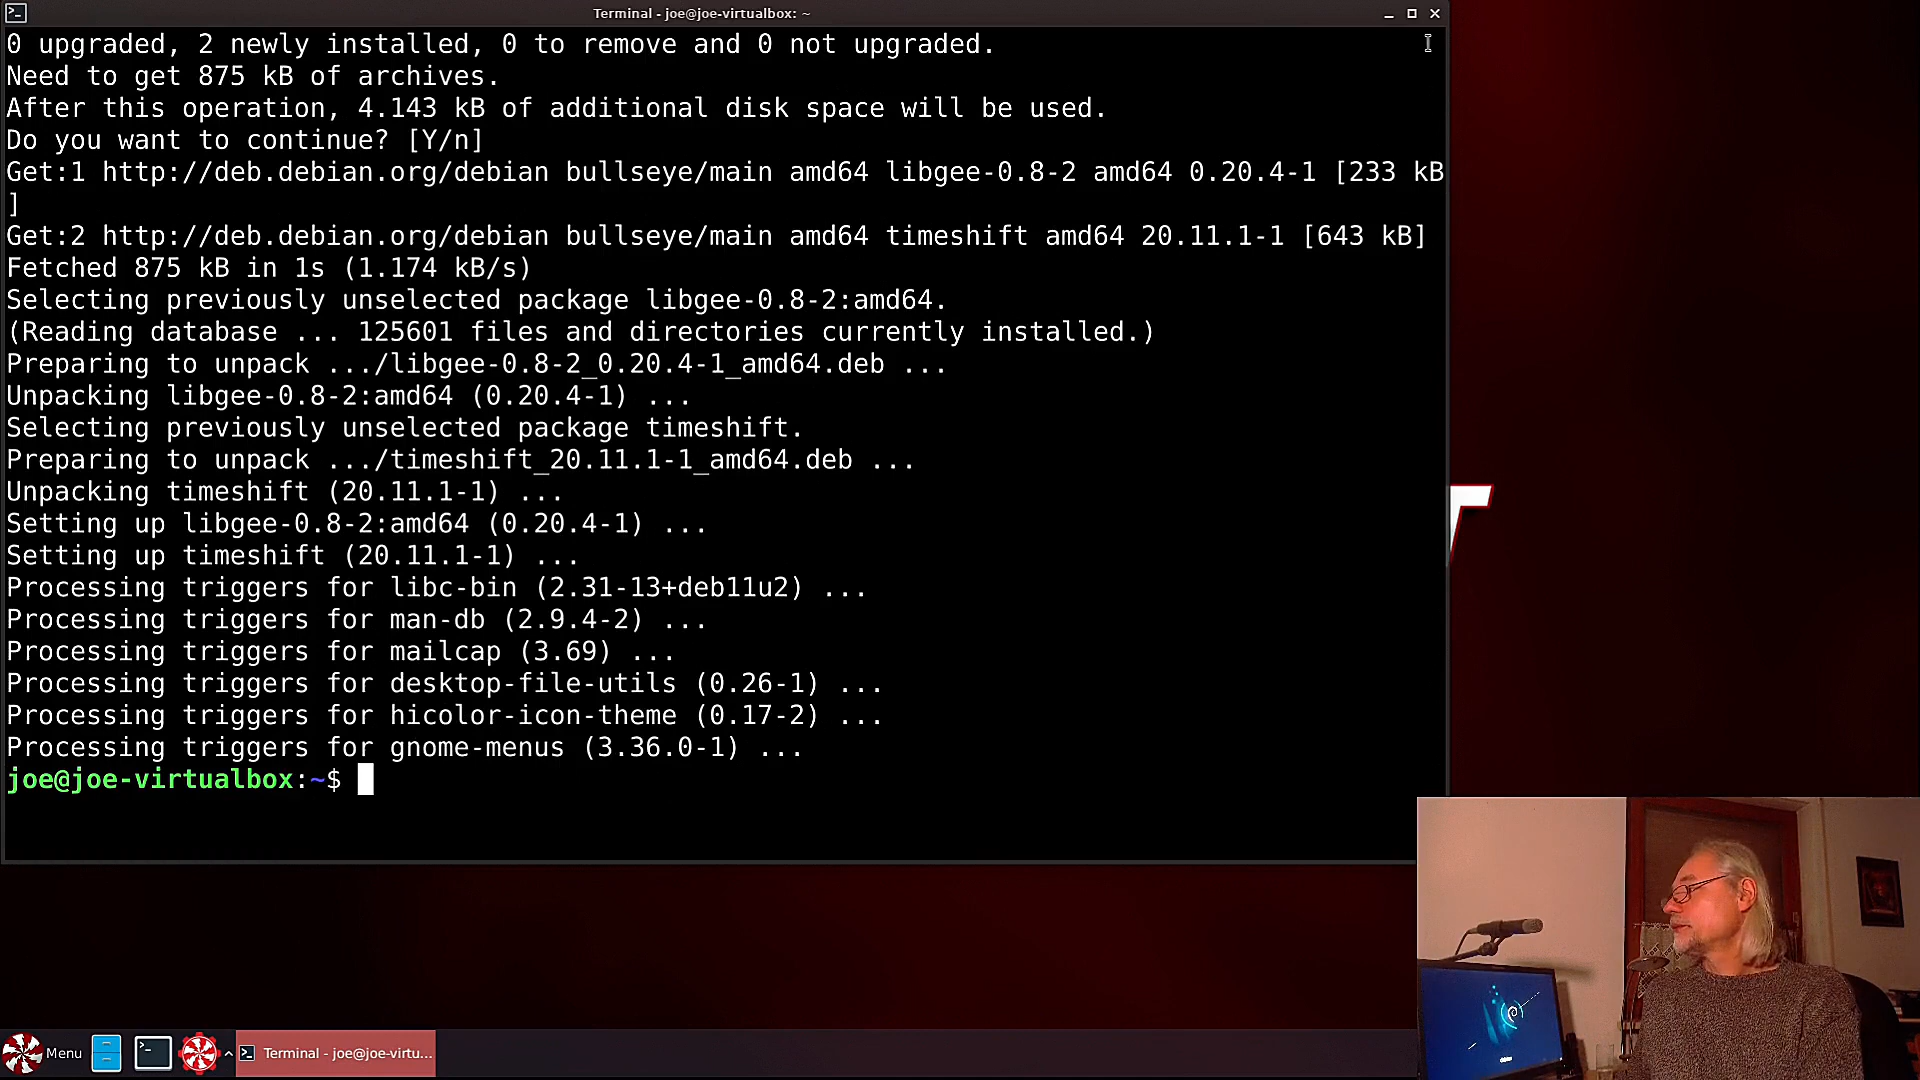 Terminal - joe@joe-virtualbox: ~
0 upgraded, 2 newly installed, 0 to remove and 0 not upgraded.
Need to get 875 kB of archives.
After this operation, 4.143 kB of additional disk space will be used.
Do you want to continue? [Y/n]
Get:1 http://deb.debian.org/debian bullseye/main amd64 libgee-0.8-2 amd64 0.20.4-1 [233 kB
]
Get:2 http://deb.debian.org/debian bullseye/main amd64 timeshift amd64 20.11.1-1 [643 kB]
Fetched 875 kB in 1s (1.174 kB/s)
Selecting previously unselected package libgee-0.8-2:amd64.
(Reading database ... 125601 files and directories currently installed.)
Preparing to unpack .../libgee-0.8-2_0.20.4-1_amd64.deb ...
Unpacking libgee-0.8-2:amd64 (0.20.4-1) ...
Selecting previously unselected package timeshift.
Preparing to unpack .../timeshift_20.11.1-1_amd64.deb ...
Unpacking timeshift (20.11.1-1) ...
Setting up libgee-0.8-2:amd64 (0.20.4-1) ...
Setting up timeshift (20.11.1-1) ...
Processing triggers for libc-bin (2.31-13+deb11u2) ...
Processing triggers for man-db (2.9.4-2) ...
Processing triggers for mailcap (3.69) ...
Processing triggers for desktop-file-utils (0.26-1) ...
Processing triggers for hicolor-icon-theme (0.17-2) ...
Processing triggers for gnome-menus (3.36.0-1) ...
joe@joe-virtualbox:~$
Menu
Terminal - joe@joe-virtu...